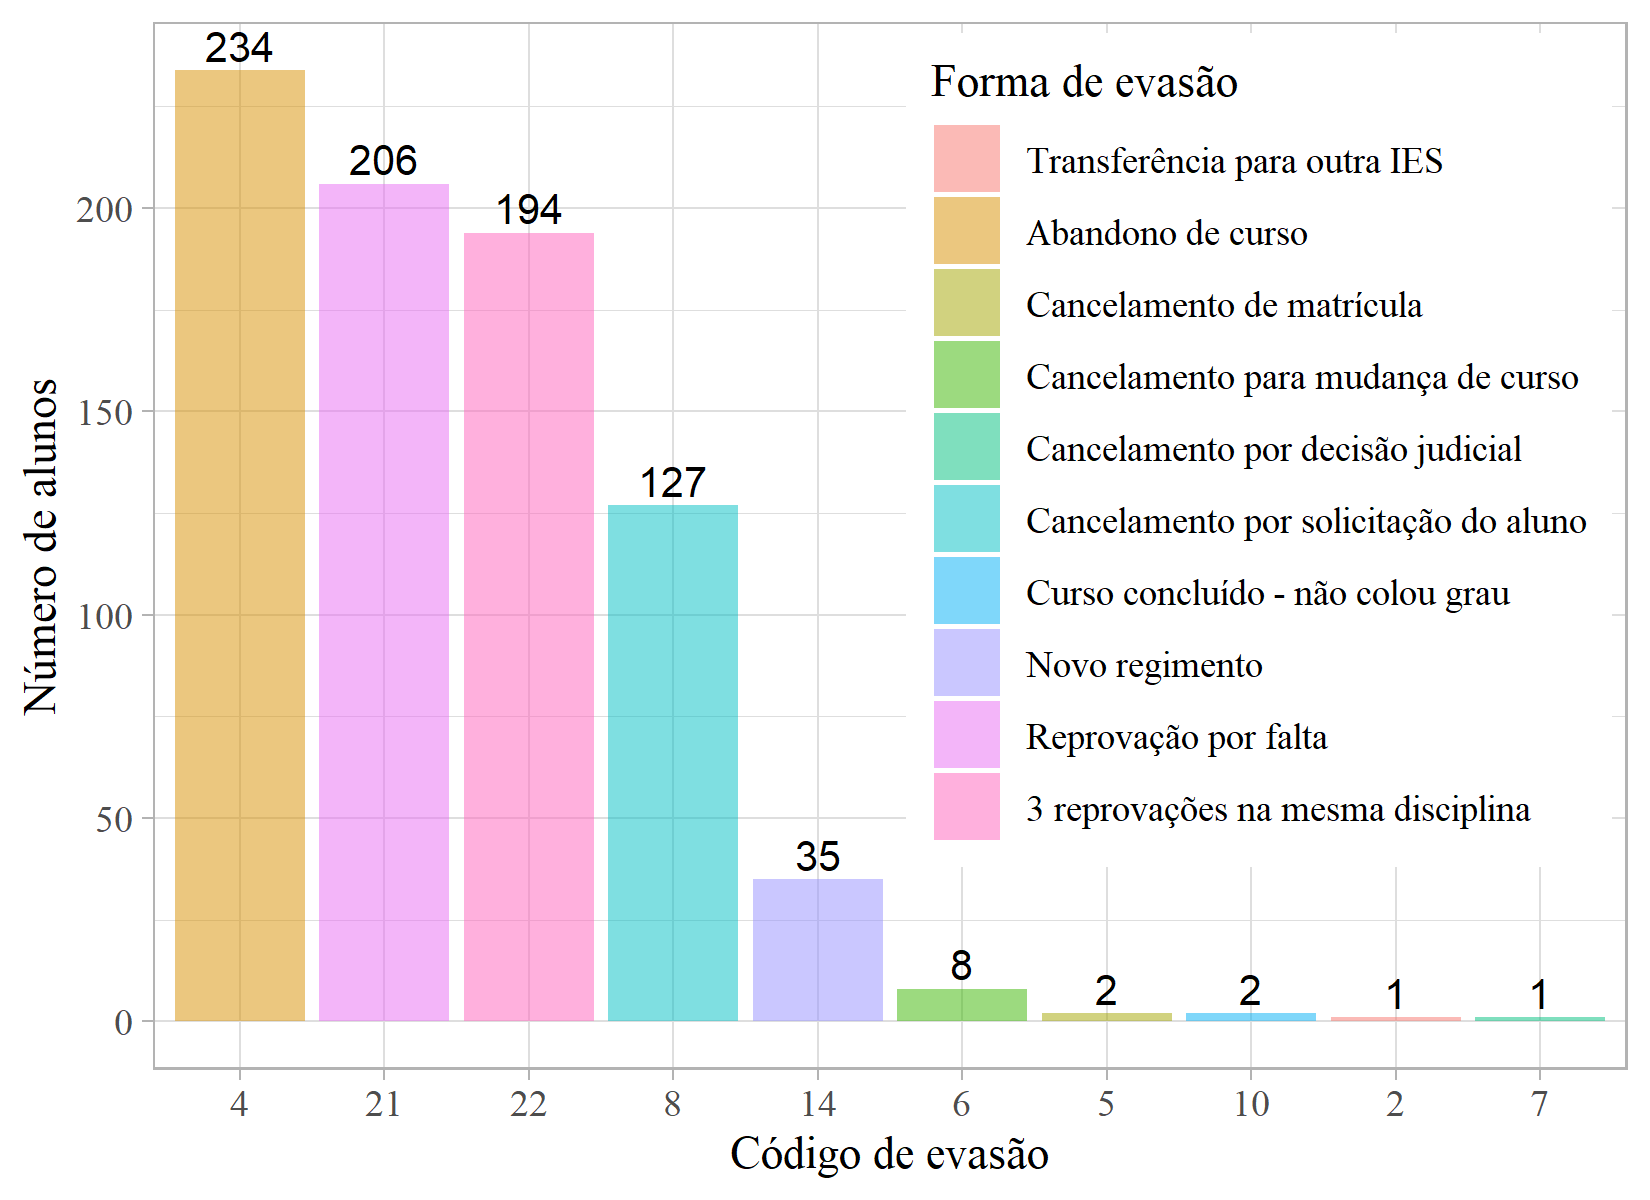 234
206
194
127
35
8
2
2
1
1
Forma de evasão
Transferência para outra IES
Abandono de curso
Cancelamento de matrícula
Cancelamento para mudança de curso
Cancelamento por decisão judicial
Cancelamento por solicitação do aluno
Curso concluído - não colou grau
Novo regimento
Reprovação por falta
3 reprovações na mesma disciplina
Número de alunos
200
150
100
50
0
4 21 22 8 14 6 5 10 2 7
Código de evasão